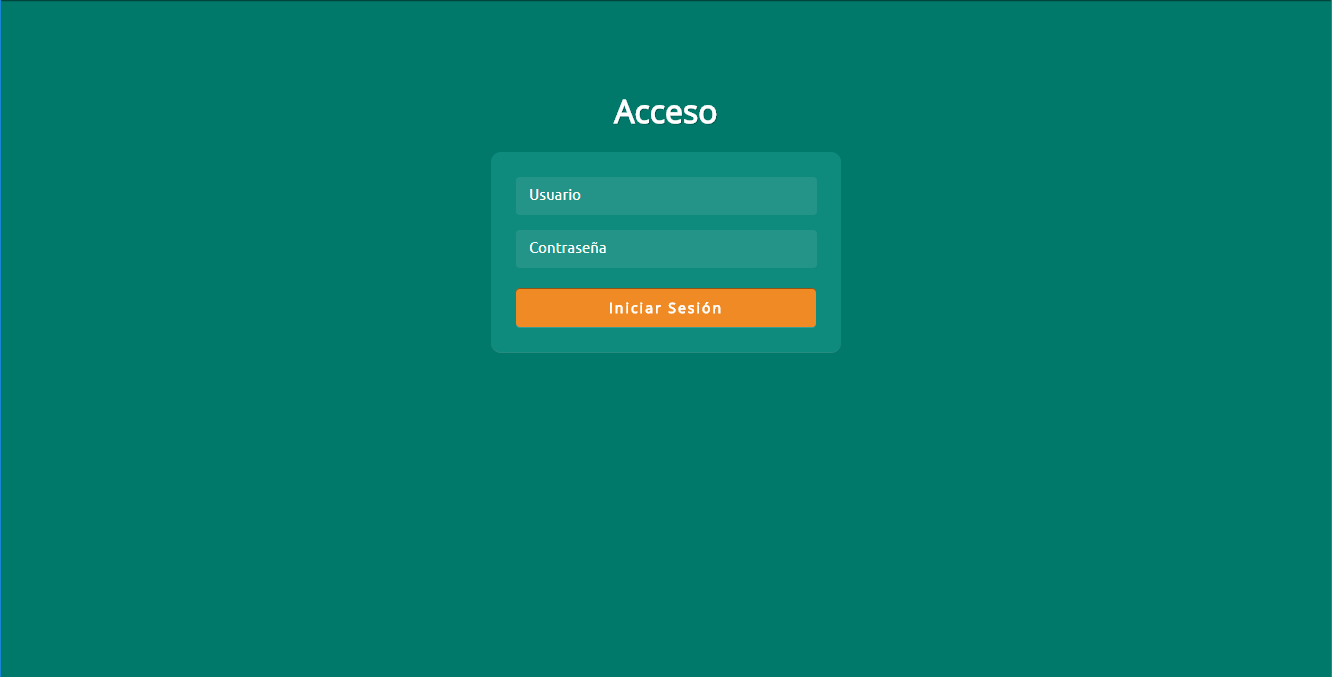 Acceso
Usuario
Contraseña
Iniciar Sesión